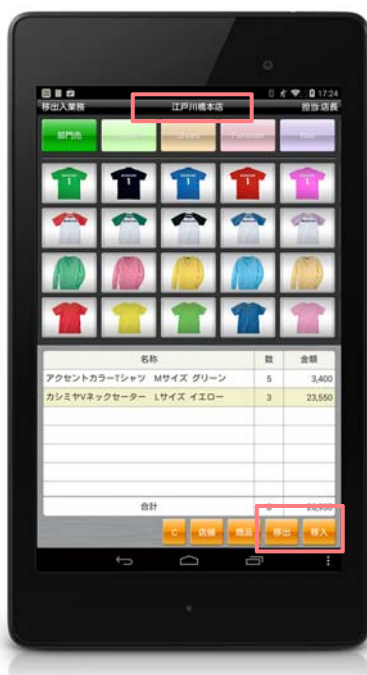 17:24
移出入業務 江戸川橋本店 担当:店長
部門売
名称 数 金額
アクセントカラーTシャツ Mサイズ グリーン 5 3,400
カシミヤVネックセーター Lサイズ イエロー 3 23,550
合計
C 店舗 商品 移出 移入